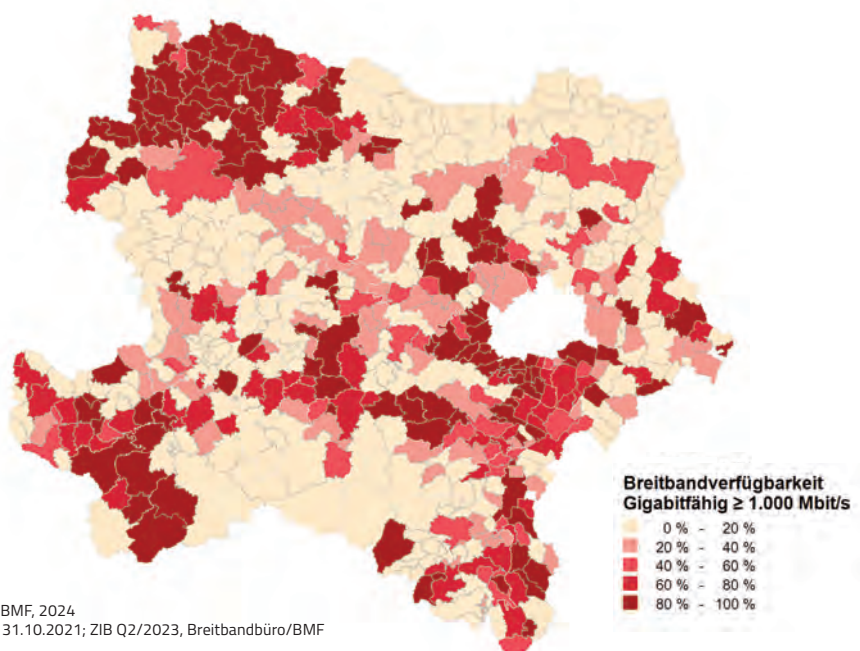 Breitbandverfügbarkeit
Gigabitfähig ≥ 1.000 Mbit/s
0 % - 20 %
20 % - 40 %
40 % - 60 %
60 % - 80 %
80 % - 100 %
BMF, 2024
31.10.2021; ZIB Q2/2023, Breitbandbüro/BMF